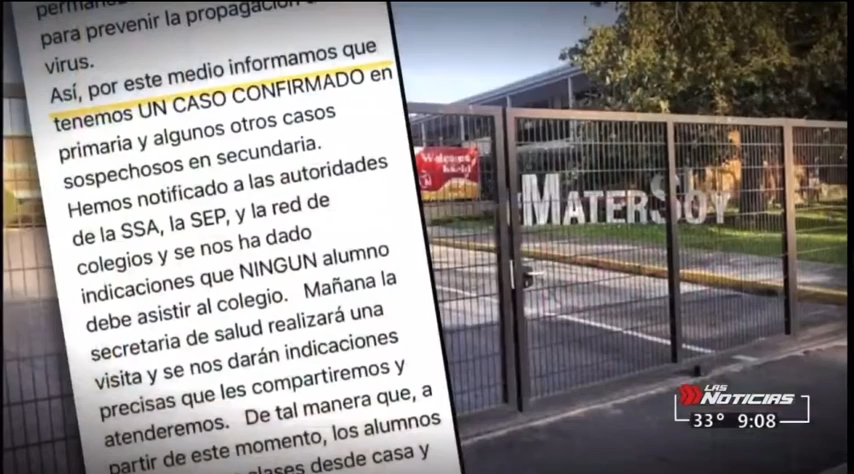 para prevenir la propagación
virus.
Así, por este medio informamos que
tenemos UN CASO CONFIRMADO en
primaria y algunos otros casos
sospechosos en secundaria.
Hemos notificado a las autoridades
de la SSA, la SEP, y la red de
colegios y se nos ha dado
indicaciones que NINGUN alumno
debe asistir al colegio. Mañana la
secretaria de salud realizará una
visita y se nos darán indicaciones
precisas que les compartiremos y
atenderemos. De tal manera que, a
partir de este momento, los alumnos
clases desde casa y
Welcome
MATERSOY
LAS
NOTICIAS
33° 9:08